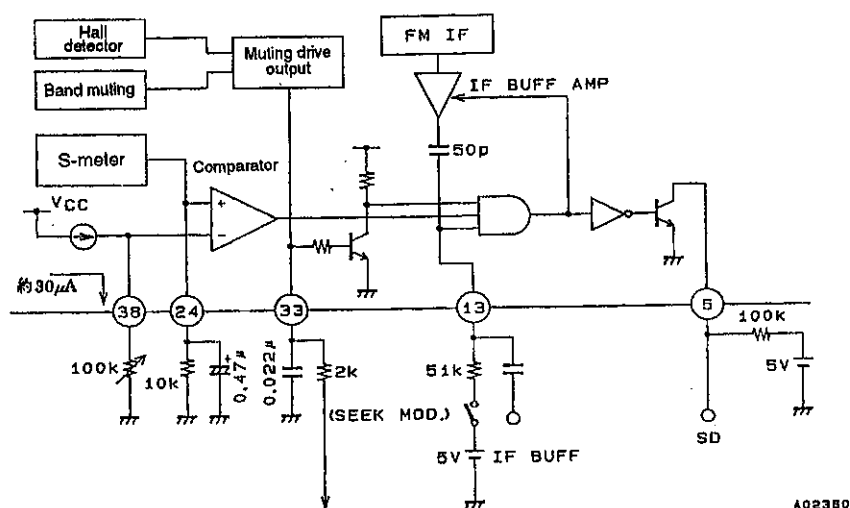 Hall
detector
Band muting
Muting drive
output
FM IF
IF BUFF AMP
S-meter
Comparator
50p
VCC
+
−
約30μA
38
24
33
13
5
100k
10k
0.47μ
+
0.022μ
2k
(SEEK MOD.)
51k
5V
IF BUFF
100k
5V
SD
A02350